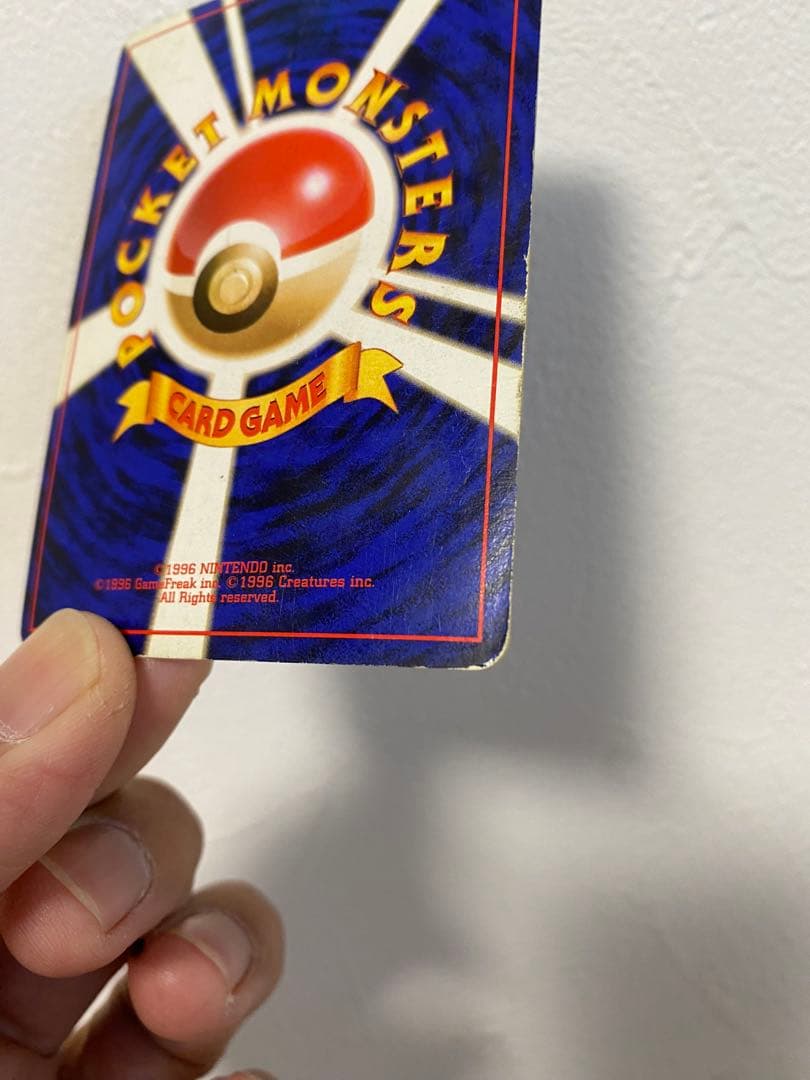 POCKET MONSTERS
CARD GAME
©1996 NINTENDO inc.
©1996 GameFreak inc. ©1996 Creatures inc.
All Rights reserved.